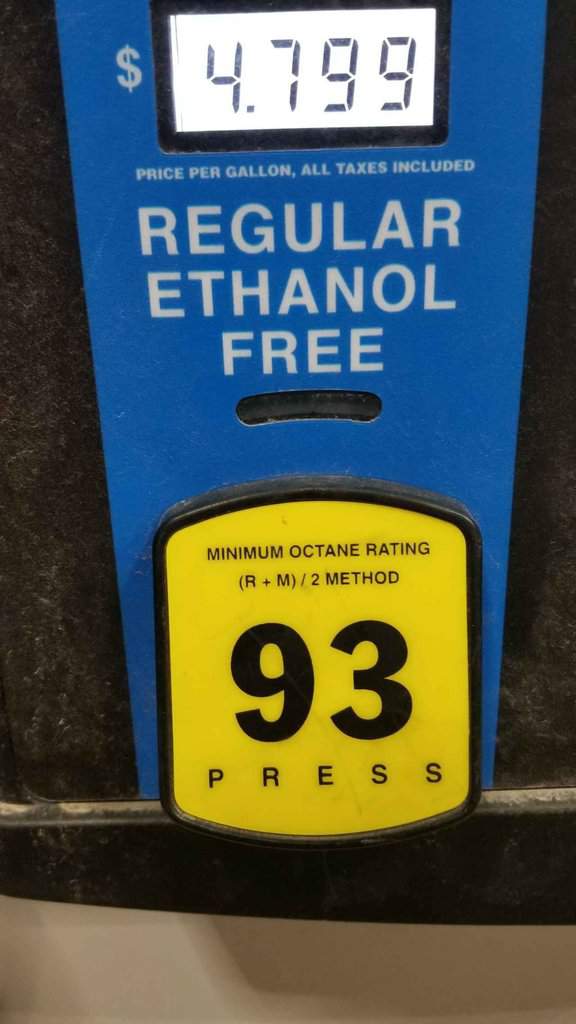 $ 4.799
PRICE PER GALLON, ALL TAXES INCLUDED
REGULAR
ETHANOL
FREE
MINIMUM OCTANE RATING
(R + M) / 2 METHOD
93
PRESS